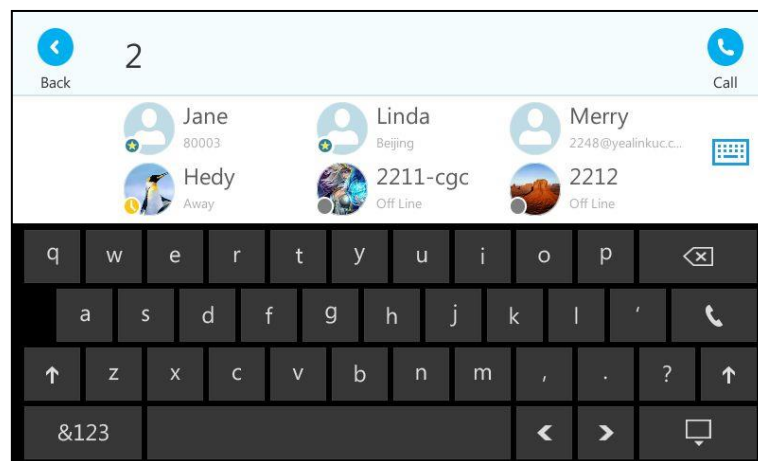 2
Back
Call
Jane
80003
Linda
Beijing
Merry
2248@yealinkuc.c...
Hedy
Away
2211-cgc
Off Line
2212
Off Line
q w e r t y u i o p
a s d f g h j k l '
z x c v b n m , . ?
&123